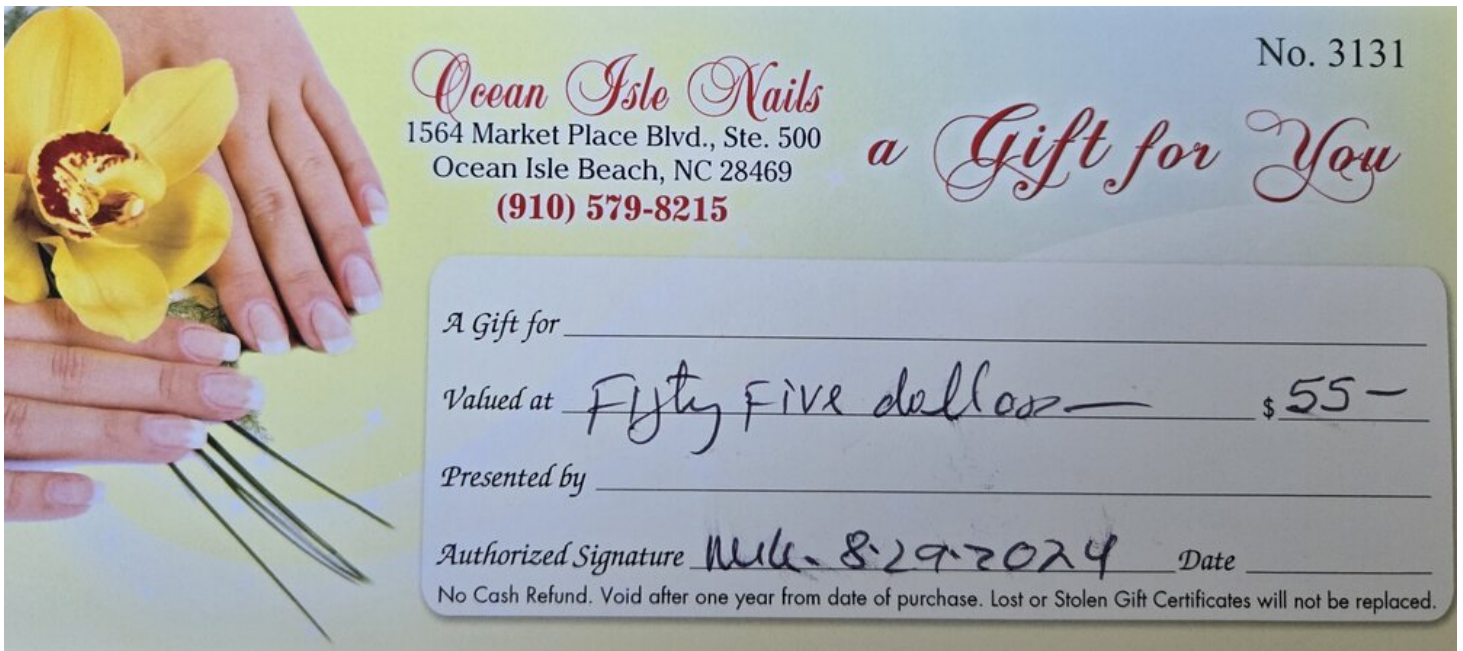 Ocean Isle Nails
1564 Market Place Blvd., Ste. 500
Ocean Isle Beach, NC 28469
(910) 579-8215
No. 3131
a Gift for You
A Gift for
Valued at Fifty Five dollars — $ 55 —
Presented by
Authorized Signature 8.29.2024 Date
No Cash Refund. Void after one year from date of purchase. Lost or Stolen Gift Certificates will not be replaced.